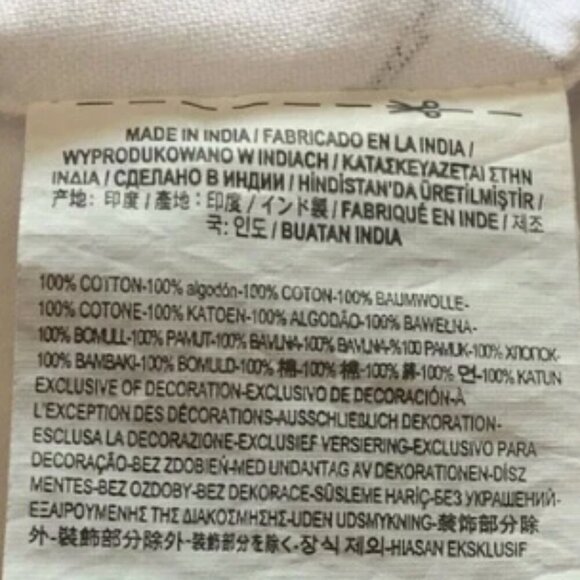 MADE IN INDIA / FABRICADO EN LA INDIA /
WYPRODUKOWANO W INDIACH / ΚΑΤΑΣΚΕΥΑΖΕΤΑΙ ΣΤΗΝ
ΙΝΔΙΑ / СДЕЛАНО В ИНДИИ / HİNDİSTAN'DA ÜRETİLMİŞTİR /
产地: 印度 / 產地: 印度 / インド製 / FABRIQUÉ EN INDE / 제조
국: 인도 / BUATAN INDIA
100% COTTON-100% algodón-100% COTON-100% BAUMWOLLE-
100% COTONE-100% KATOEN-100% ALGODÃO-100% BAWEŁNA-
100% BOMULL-100% PAMUT-100% BAVLNA-100% BAVLNA-%100 PAMUK-100% ХЛОПОК-
100% BAMBAKI-100% BOMULD-100% 棉-100% 棉-100% 綿-100% 면-100% KATUN
EXCLUSIVE OF DECORATION-EXCLUSIVO DE DECORACIÓN-À
L'EXCEPTION DES DÉCORATIONS-AUSSCHLIEßLICH DEKORATION-
ESCLUSA LA DECORAZIONE-EXCLUSIEF VERSIERING-EXCLUSIVO PARA
DECORAÇÃO-BEZ ZDOBIEŃ-MED UNDANTAG AV DEKORATIONEN-DÍSZ
MENTES-BEZ OZDOBY-BEZ DEKORACE-SÜSLEME HARİÇ-БЕЗ УКРАШЕНИЙ-
ΕΞΑΙΡΟΥΜΕΝΗΣ ΤΗΣ ΔΙΑΚΟΣΜΗΣΗΣ-UDEN UDSMYKNING-装饰部分除
外-裝飾部分除外-装飾部分を除く-장식 제외-HIASAN EKSKLUSIF